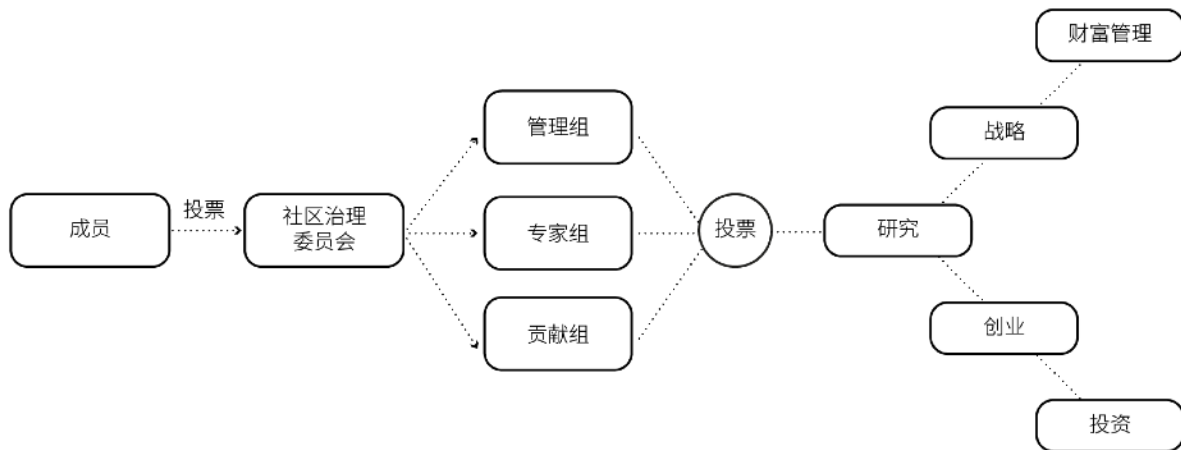 成员
投票
社区治理
委员会
管理组
专家组
贡献组
投票
研究
战略
财富管理
创业
投资